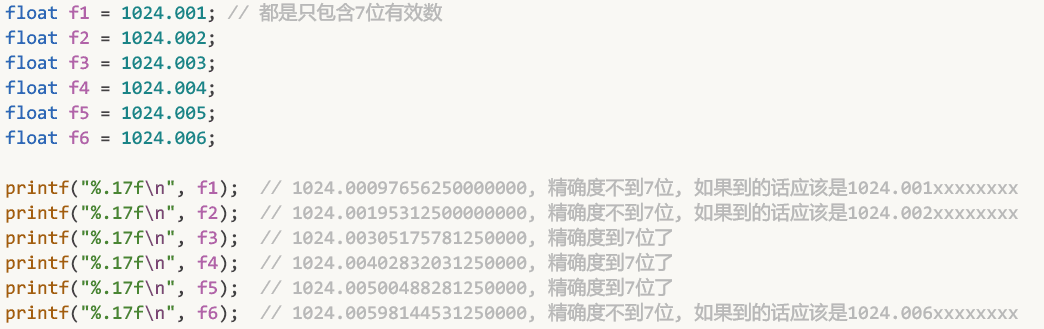 float f1 = 1024.001; // 都是只包含7位有效数
float f2 = 1024.002;
float f3 = 1024.003;
float f4 = 1024.004;
float f5 = 1024.005;
float f6 = 1024.006;
printf("%.17f\n", f1);  // 1024.00097656250000000, 精确度不到7位, 如果到的话应该是1024.001xxxxxxxx
printf("%.17f\n", f2);  // 1024.00195312500000000, 精确度不到7位, 如果到的话应该是1024.002xxxxxxxx
printf("%.17f\n", f3);  // 1024.00305175781250000, 精确度到7位了
printf("%.17f\n", f4);  // 1024.00402832031250000, 精确度到7位了
printf("%.17f\n", f5);  // 1024.00500488281250000, 精确度到7位了
printf("%.17f\n", f6);  // 1024.00598144531250000, 精确度不到7位, 如果到的话应该是1024.006xxxxxxxx